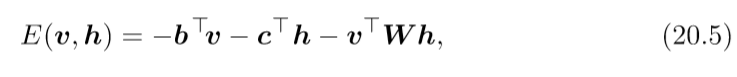 E(v, h) = −b⊤v − c⊤h − v⊤Wh, (20.5)